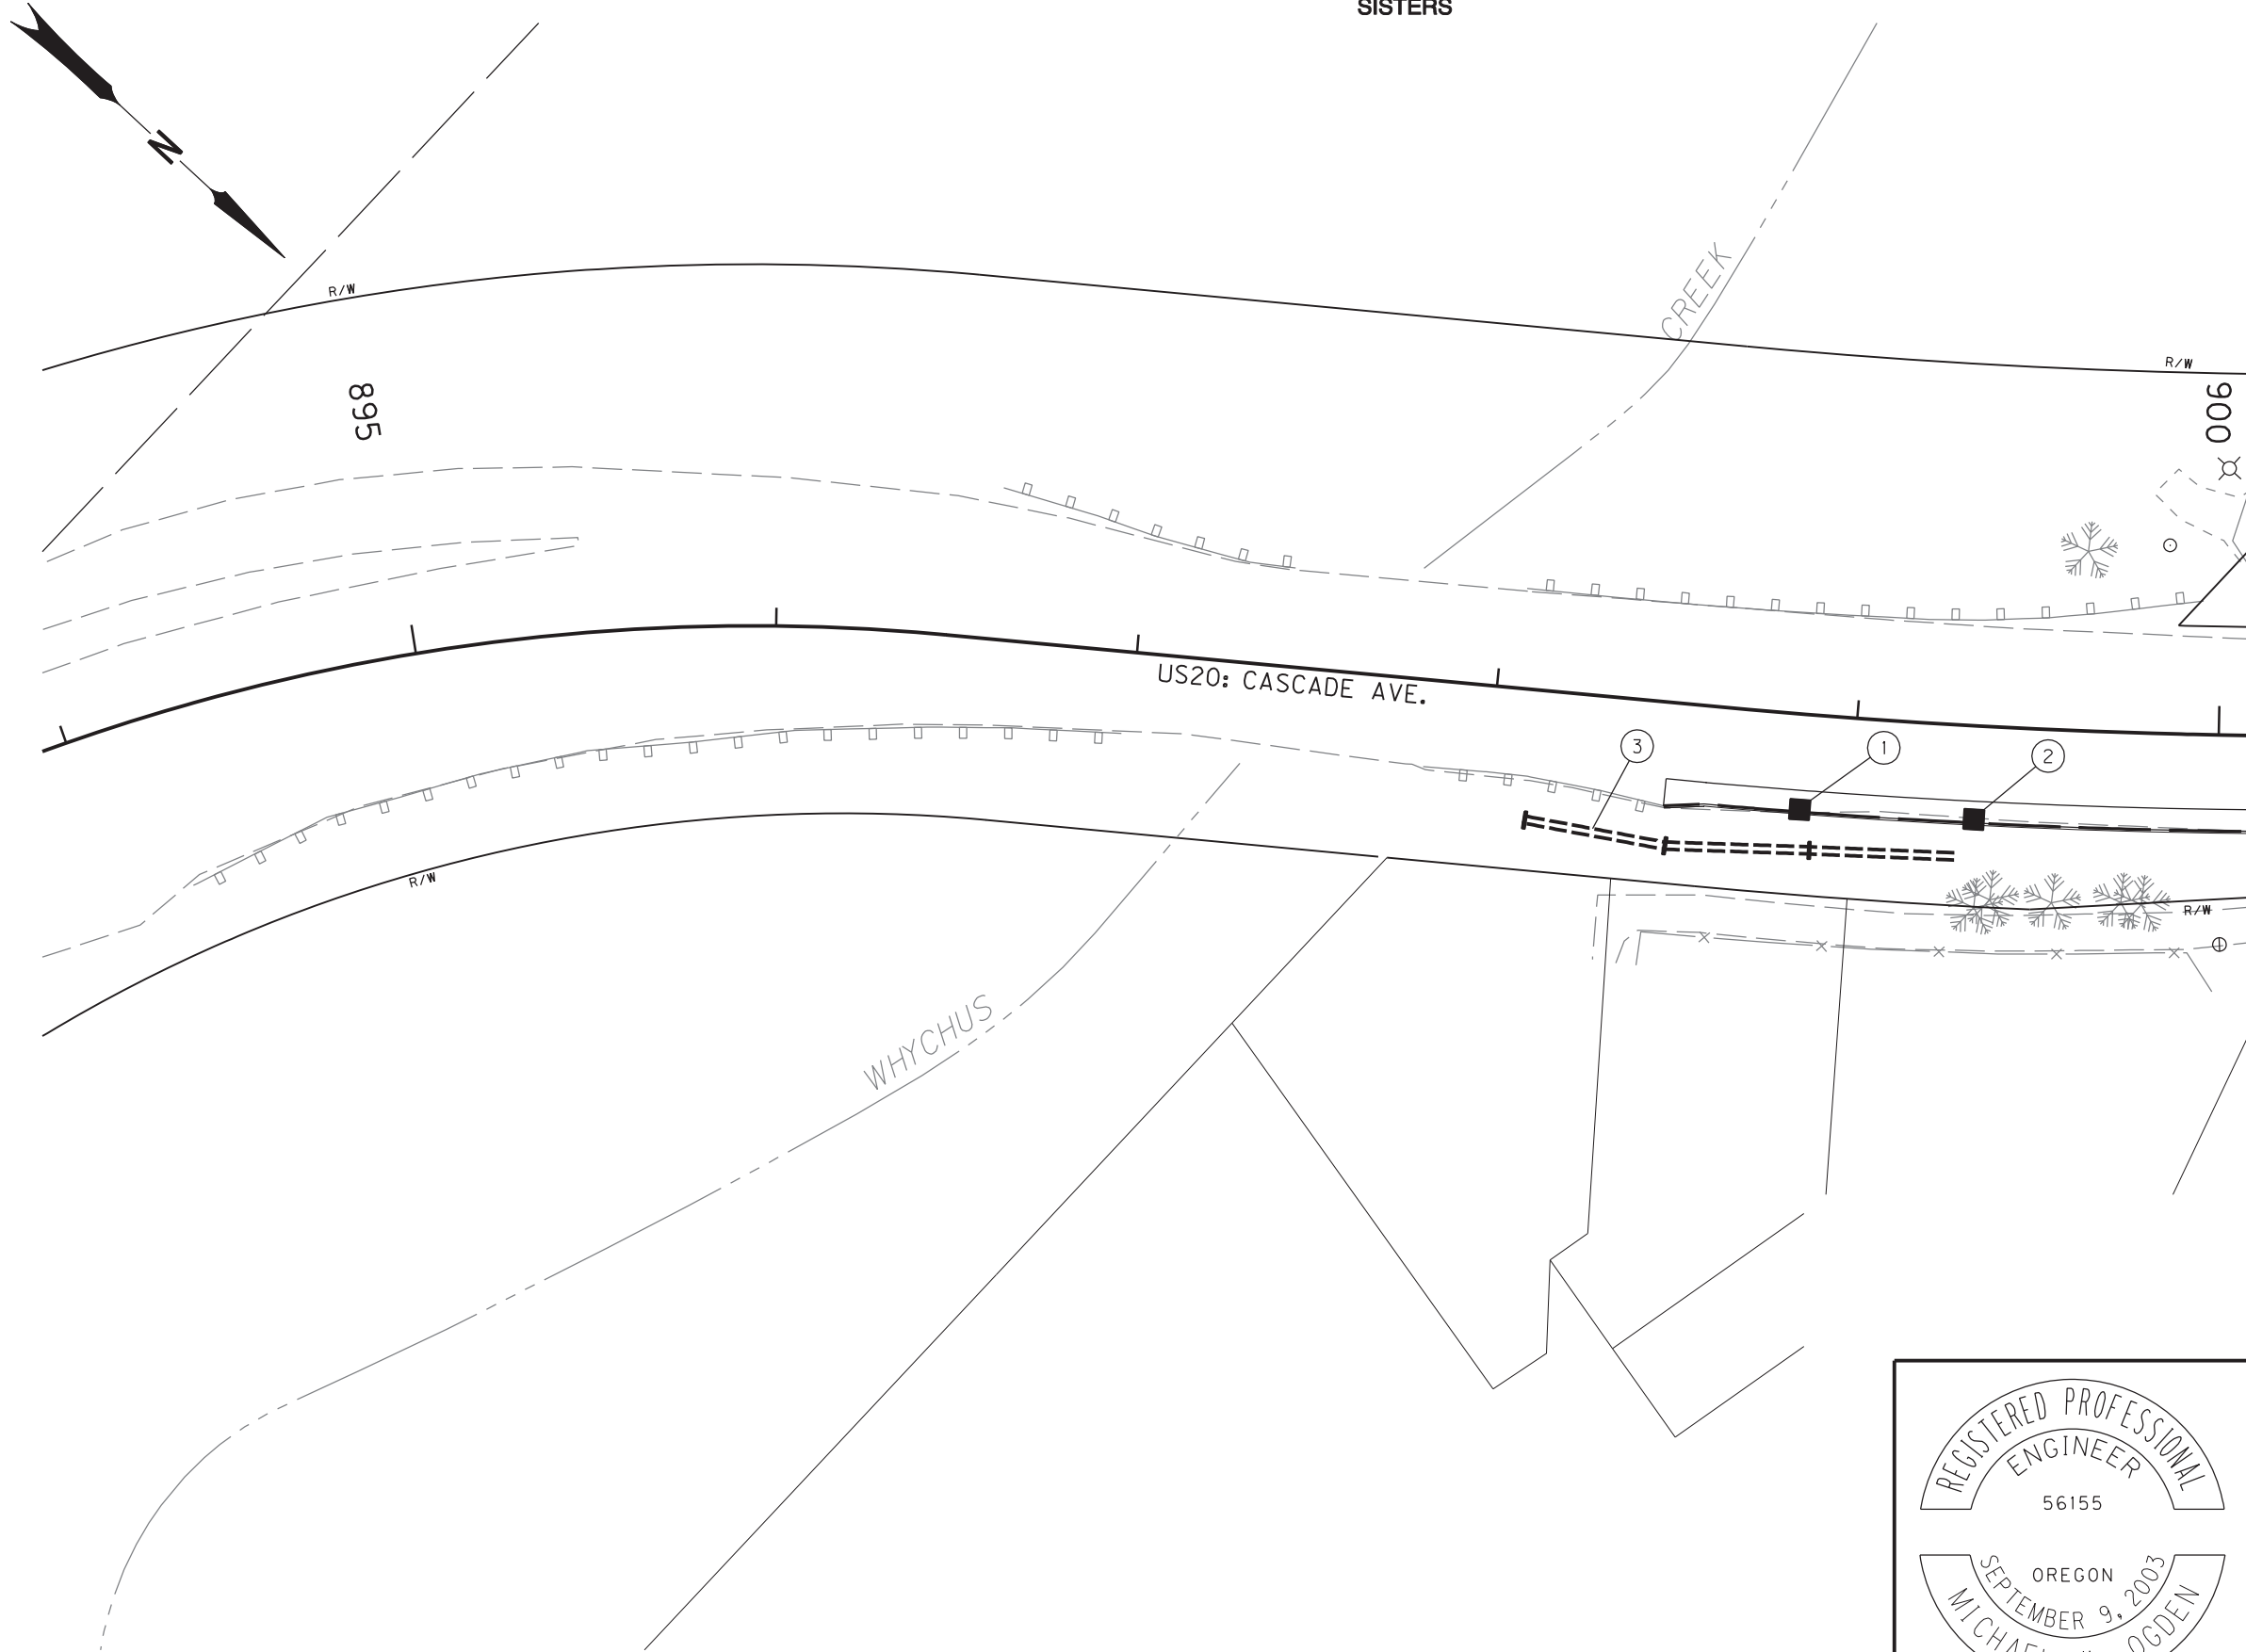 SISTERS
N
R/W
CREEK
R/W
895
900
US20: CASCADE AVE.
3
1
2
R/W
R/W
WHYCHUS
REGISTERED PROFESSIONAL
ENGINEER
56155
OREGON
SEPTEMBER 9, 2003
OGDEN